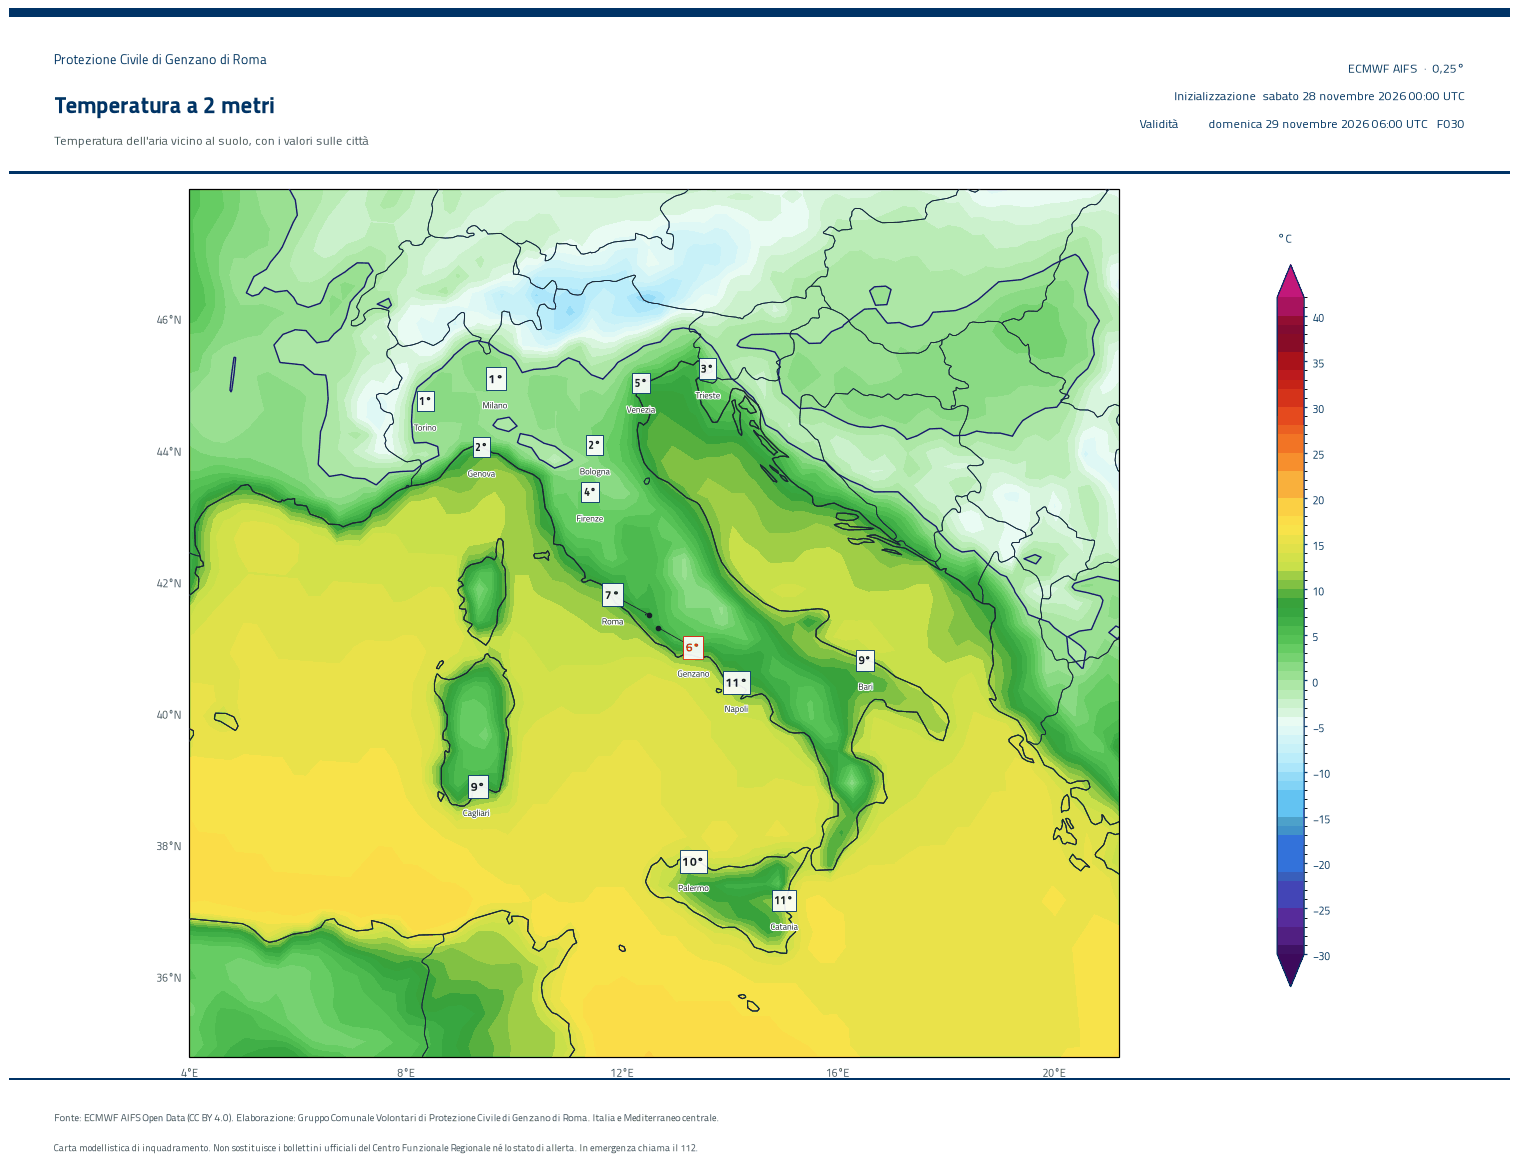 Protezione Civile di Genzano di Roma
Temperatura a 2 metri
Temperatura dell'aria vicino al suolo, con i valori sulle città
ECMWF AIFS · 0,25°
Inizializzazione sabato 28 novembre 2026 00:00 UTC
Validità domenica 29 novembre 2026 06:00 UTC F030
°C
46°N
44°N
42°N
40°N
38°N
36°N
4°E
8°E
12°E
16°E
20°E
1°
Milano
1°
Torino
5°
Venezia
3°
Trieste
2°
Genova
2°
Bologna
4°
Firenze
7°
Roma
6°
Genzano
11°
Napoli
9°
Bari
9°
Cagliari
10°
Palermo
11°
Catania
40
35
30
25
20
15
10
5
0
−5
−10
−15
−20
−25
−30
Fonte: ECMWF AIFS Open Data (CC BY 4.0). Elaborazione: Gruppo Comunale Volontari di Protezione Civile di Genzano di Roma. Italia e Mediterraneo centrale.
Carta modellistica di inquadramento. Non sostituisce i bollettini ufficiali del Centro Funzionale Regionale né lo stato di allerta. In emergenza chiama il 112.